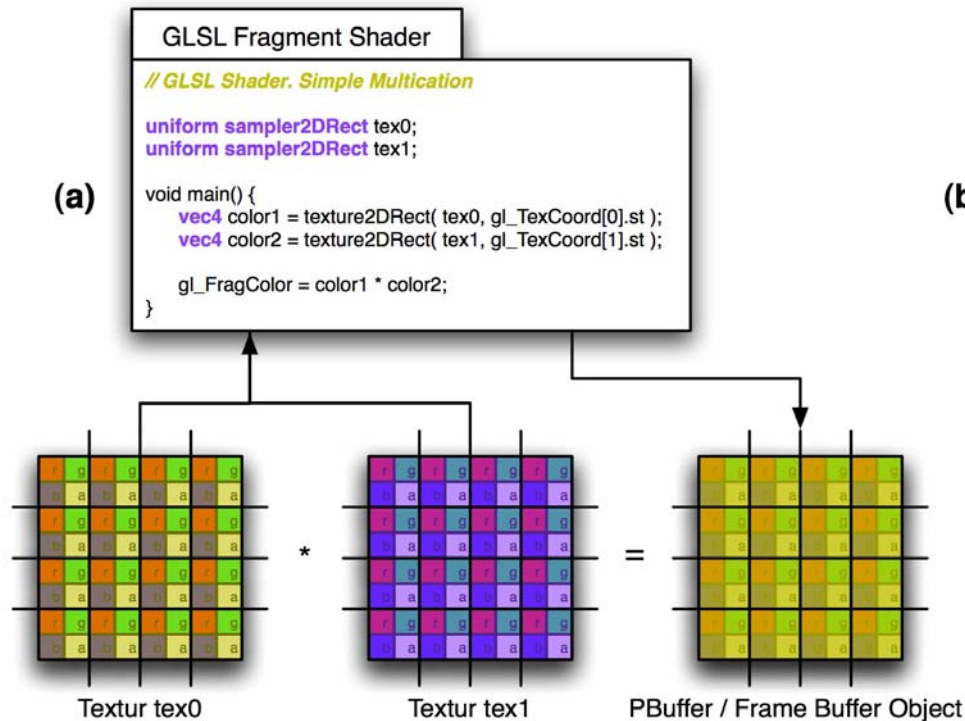 GLSL Fragment Shader
// GLSL Shader. Simple Multication
uniform sampler2DRect tex0;
uniform sampler2DRect tex1;
(a)
(b
void main() {
vec4 color1 = texture2DRect( tex0, gl_TexCoord[0].st );
vec4 color2 = texture2DRect( tex1, gl_TexCoord[1].st );
gl_FragColor = color1 * color2;
}
r g r g r g r g r g r g r g r g r g r g r g r g
b a b a b a b a b a b a b a b a b a b a b a b a
r g r g r g r g r g r g r g r g r g r g r g r g
b a b a b a b a * b a b a b a b a = b a b a b a b a
r g r g r g r g r g r g r g r g r g r g r g r g
b a b a b a b a b a b a b a b a b a b a b a b a
r g r g r g r g r g r g r g r g r g r g r g r g
b a b a b a b a b a b a b a b a b a b a b a b a
Textur tex0
Textur tex1
PBuffer / Frame Buffer Object